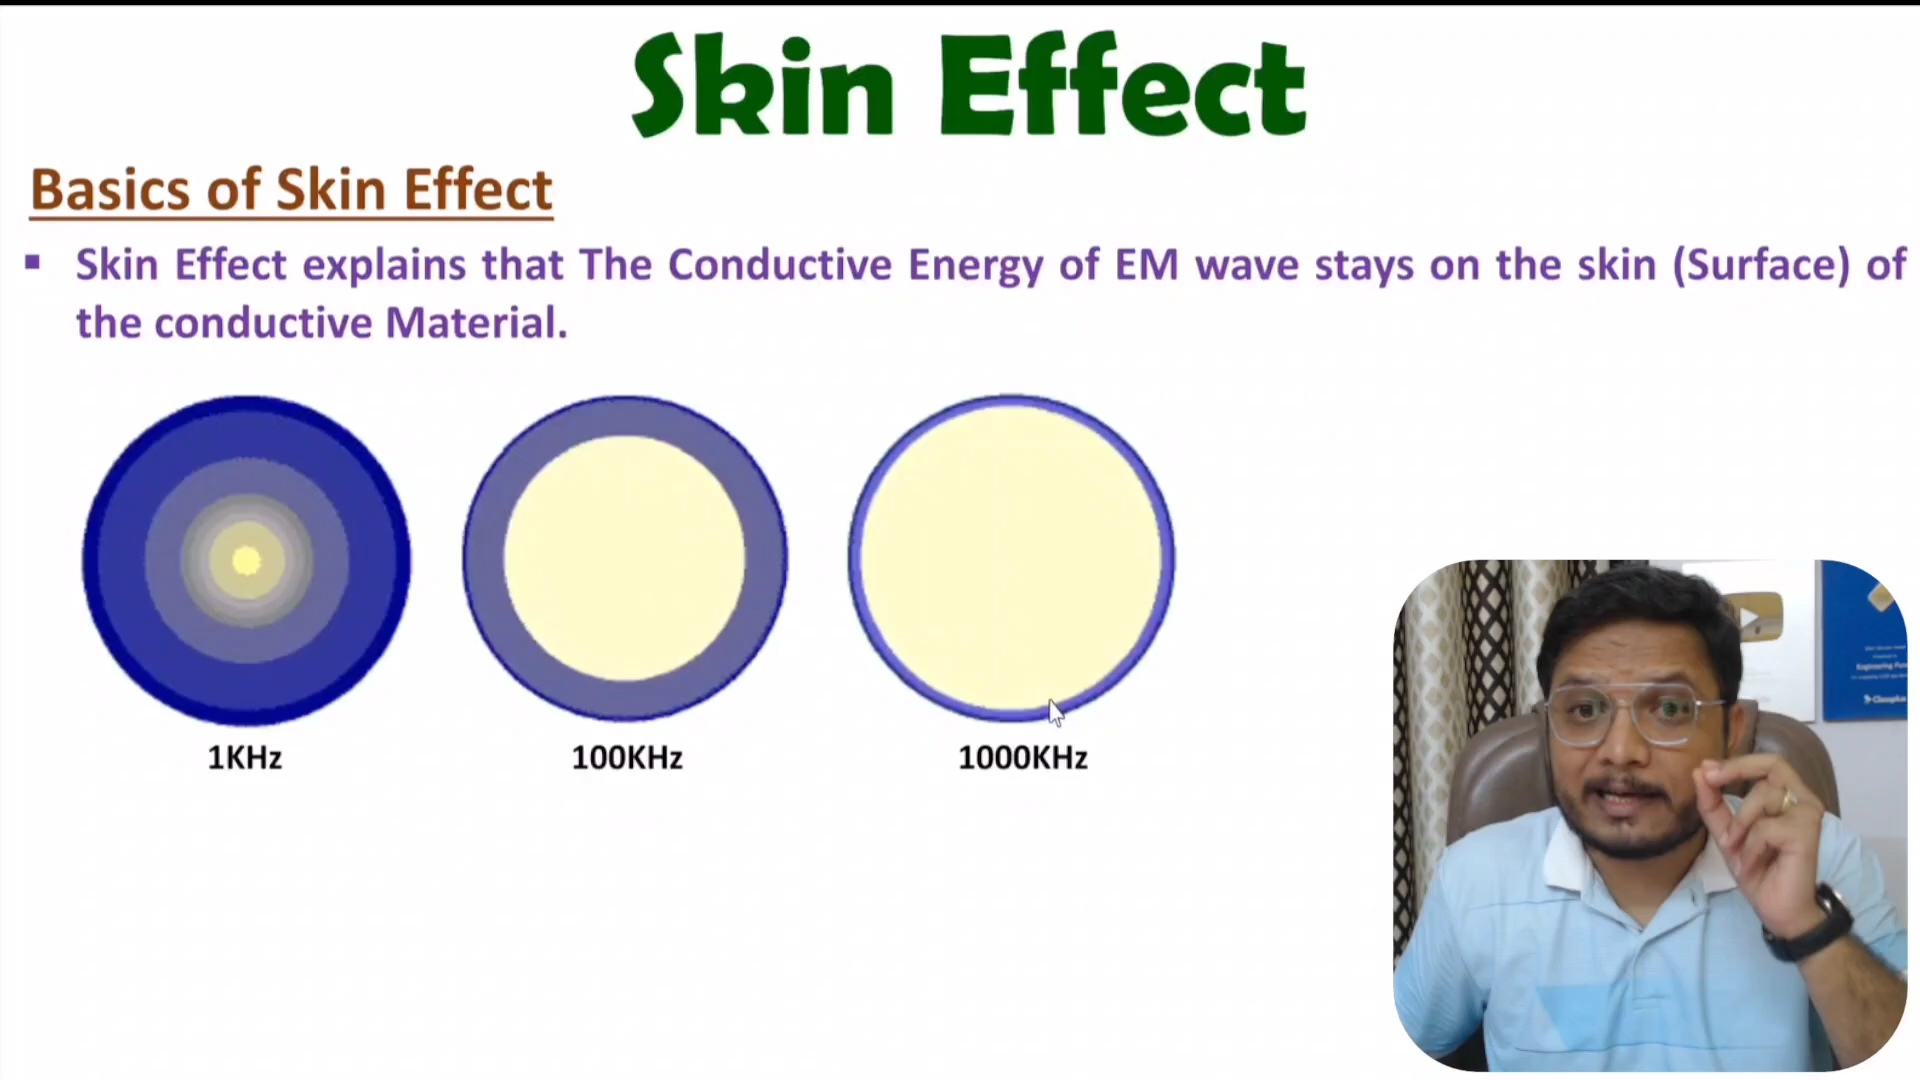 Skin Effect
Basics of Skin Effect
▪ Skin Effect explains that The Conductive Energy of EM wave stays on the skin (Surface) of
the conductive Material.
1KHz 100KHz 1000KHz